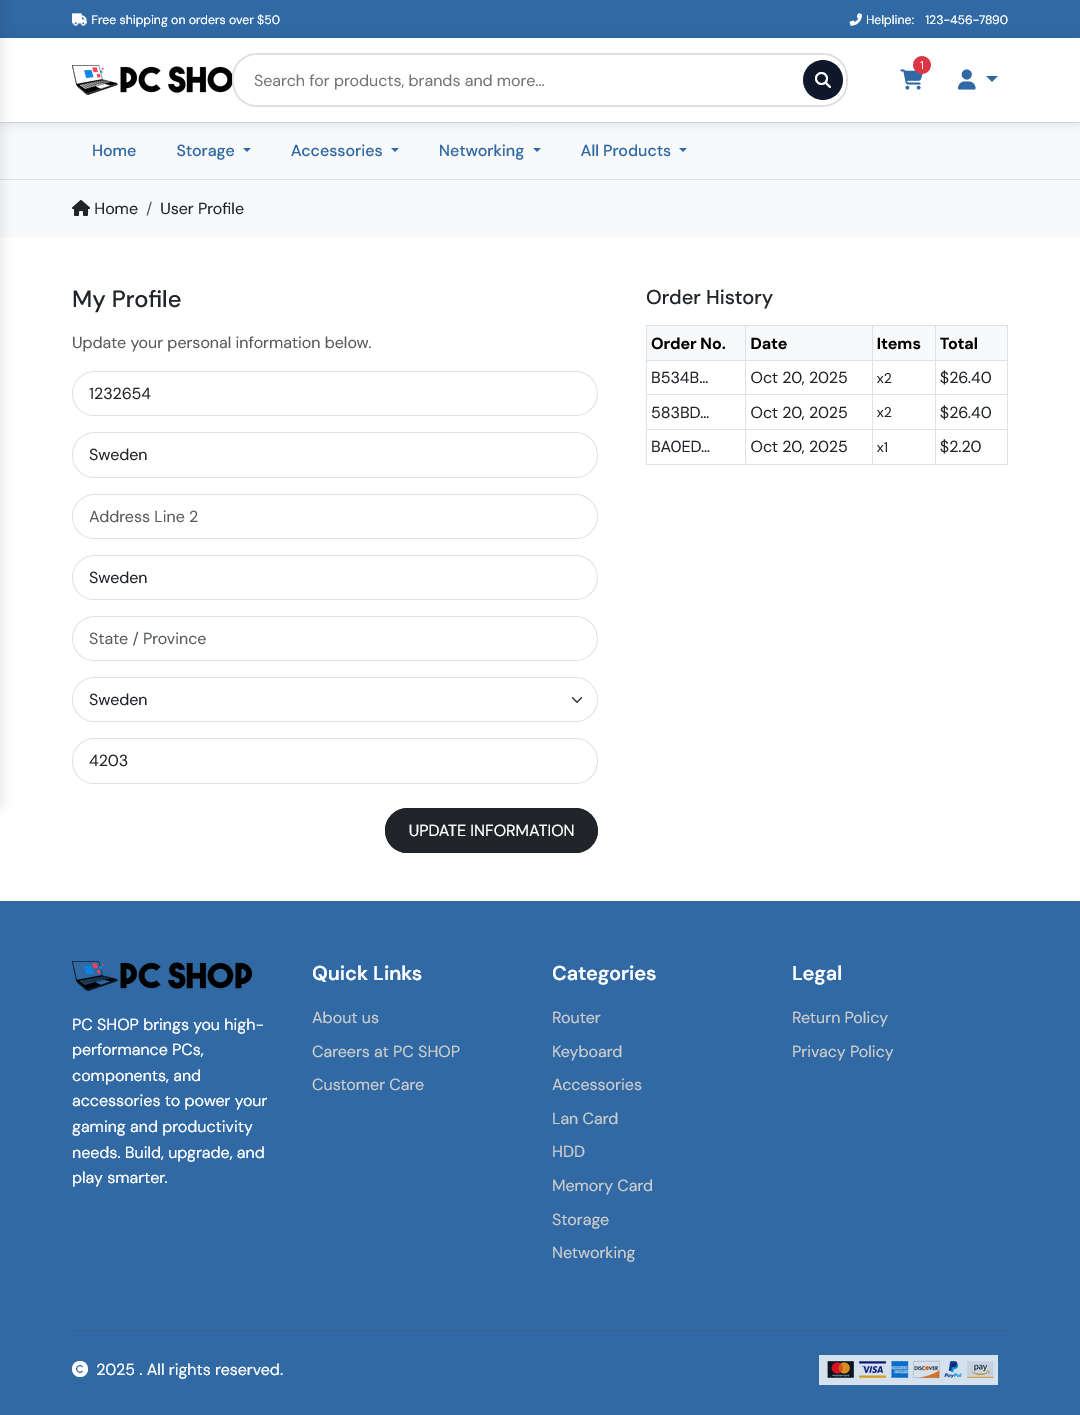 Free shipping on orders over $50
Helpline: 123-456-7890
PC SHO
Search for products, brands and more...
1
Home
Storage
Accessories
Networking
All Products
Home / User Profile
My Profile
Update your personal information below.
1232654
Sweden
Address Line 2
Sweden
State / Province
Sweden
4203
UPDATE INFORMATION
Order History
Order No. Date Items Total
B534B... Oct 20, 2025 x2 $26.40
583BD... Oct 20, 2025 x2 $26.40
BA0ED... Oct 20, 2025 x1 $2.20
PC SHOP
PC SHOP brings you high-
performance PCs,
components, and
accessories to power your
gaming and productivity
needs. Build, upgrade, and
play smarter.
Quick Links
About us
Careers at PC SHOP
Customer Care
Categories
Router
Keyboard
Accessories
Lan Card
HDD
Memory Card
Storage
Networking
Legal
Return Policy
Privacy Policy
© 2025 . All rights reserved.
VISA
DISCOVER
PayPal
pay